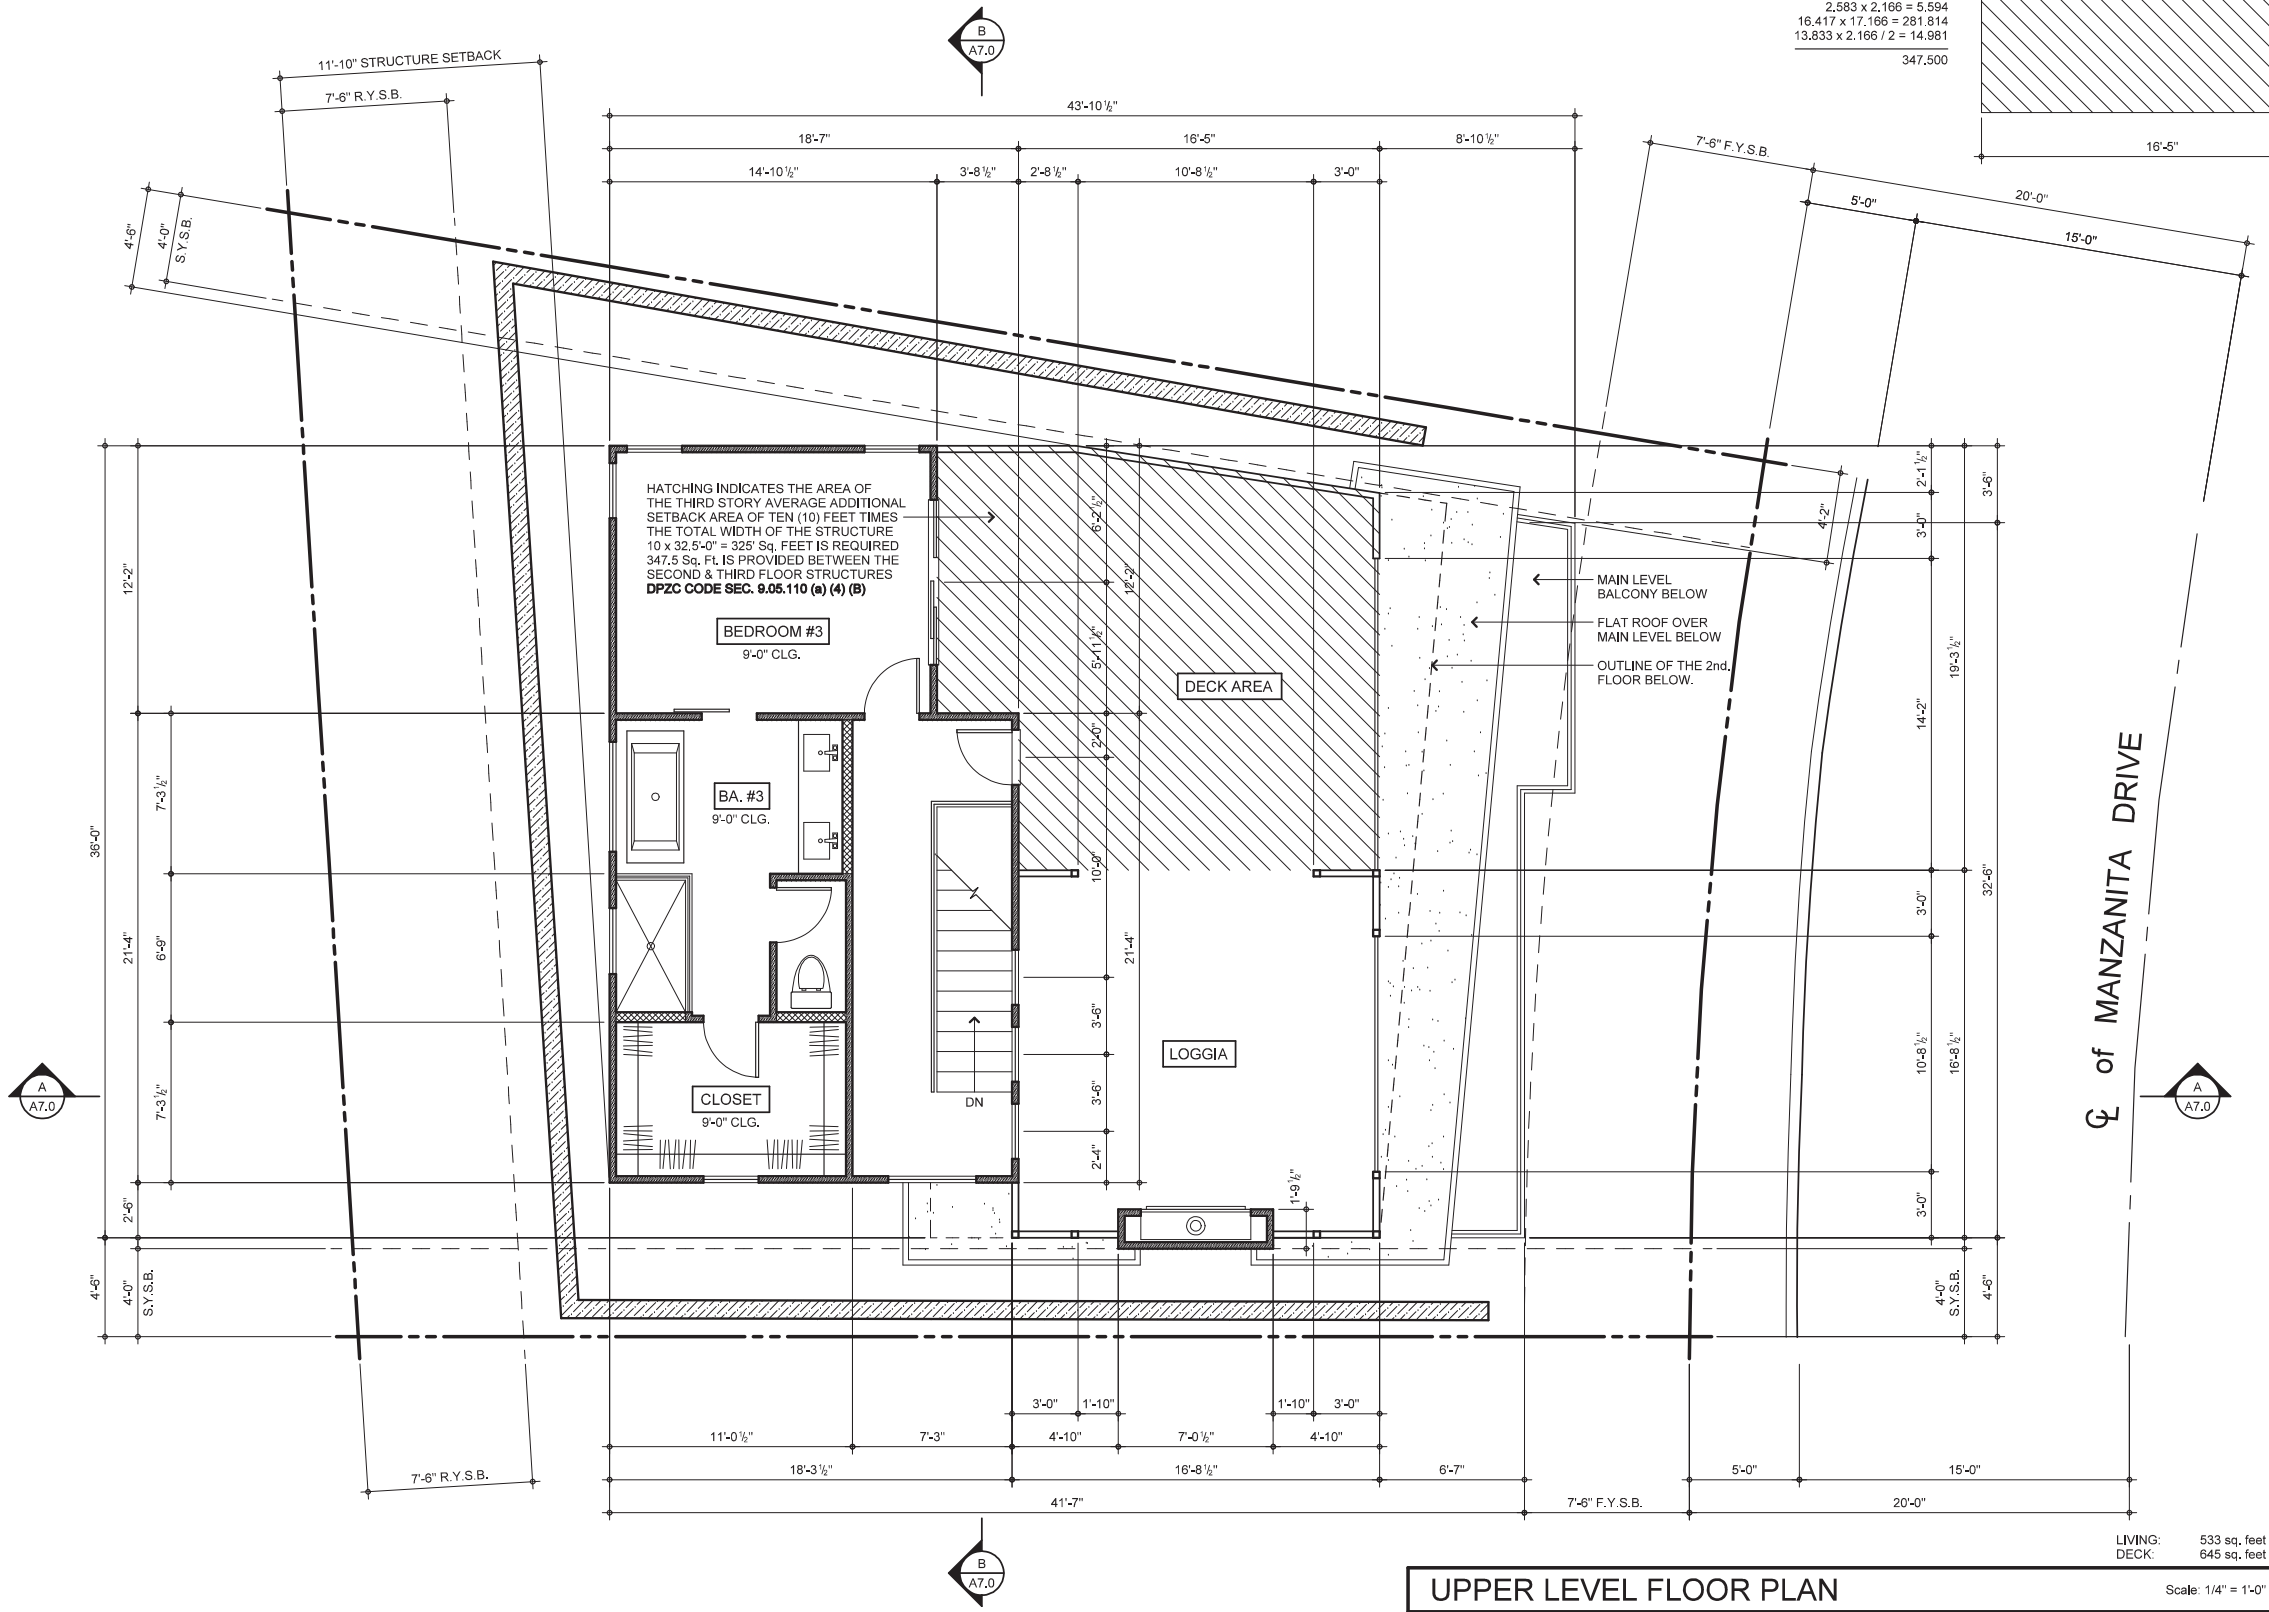 2.583 x 2.166 = 5.594
16.417 x 17.166 = 281.814
13.833 x 2.166 / 2 = 14.981
347.500
16'-5"
B
A7.0
11'-10" STRUCTURE SETBACK
7'-6" R.Y.S.B.
43'-10 ½"
18'-7"
16'-5"
8'-10 ½"
14'-10 ½"
3'-8 ½"
2'-8 ½"
10'-8 ½"
3'-0"
7'-6" F.Y.S.B.
20'-0"
5'-0"
15'-0"
4'-6"
4'-0"
S.Y.S.B.
HATCHING INDICATES THE AREA OF
THE THIRD STORY AVERAGE ADDITIONAL
SETBACK AREA OF TEN (10) FEET TIMES
THE TOTAL WIDTH OF THE STRUCTURE
10 x 32.5'-0" = 325' Sq. FEET IS REQUIRED
347.5 Sq. Ft. IS PROVIDED BETWEEN THE
SECOND & THIRD FLOOR STRUCTURES
DPZC CODE SEC. 9.05.110 (a) (4) (B)
BEDROOM #3
9'-0" CLG.
BA. #3
9'-0" CLG.
CLOSET
9'-0" CLG.
DN
DECK AREA
LOGGIA
MAIN LEVEL
BALCONY BELOW
FLAT ROOF OVER
MAIN LEVEL BELOW
OUTLINE OF THE 2nd.
FLOOR BELOW.
36'-0"
4'-6"
12'-2"
21'-4"
2'-6"
4'-0"
S.Y.S.B.
7'-3 ½"
6'-9"
7'-3 ½"
6'-2 ½"
5'-11 ½"
2'-0"
10'-0"
3'-6"
3'-6"
2'-4"
12'-2"
21'-4"
1'-9 ½"
4'-2"
2'-1 ½"
3'-0"
14'-2"
3'-0"
10'-8 ½"
3'-0"
19'-3 ½"
16'-8 ½"
4'-0"
S.Y.S.B.
3'-6"
32'-6"
4'-6"
℄ of MANZANITA DRIVE
A
A7.0
A
A7.0
3'-0"
1'-10"
1'-10"
3'-0"
11'-0 ½"
7'-3"
4'-10"
7'-0 ½"
4'-10"
7'-6" R.Y.S.B.
18'-3 ½"
16'-8 ½"
6'-7"
5'-0"
15'-0"
41'-7"
7'-6" F.Y.S.B.
20'-0"
B
A7.0
LIVING: 533 sq. feet
DECK: 645 sq. feet
UPPER LEVEL FLOOR PLAN
Scale: 1/4" = 1'-0"